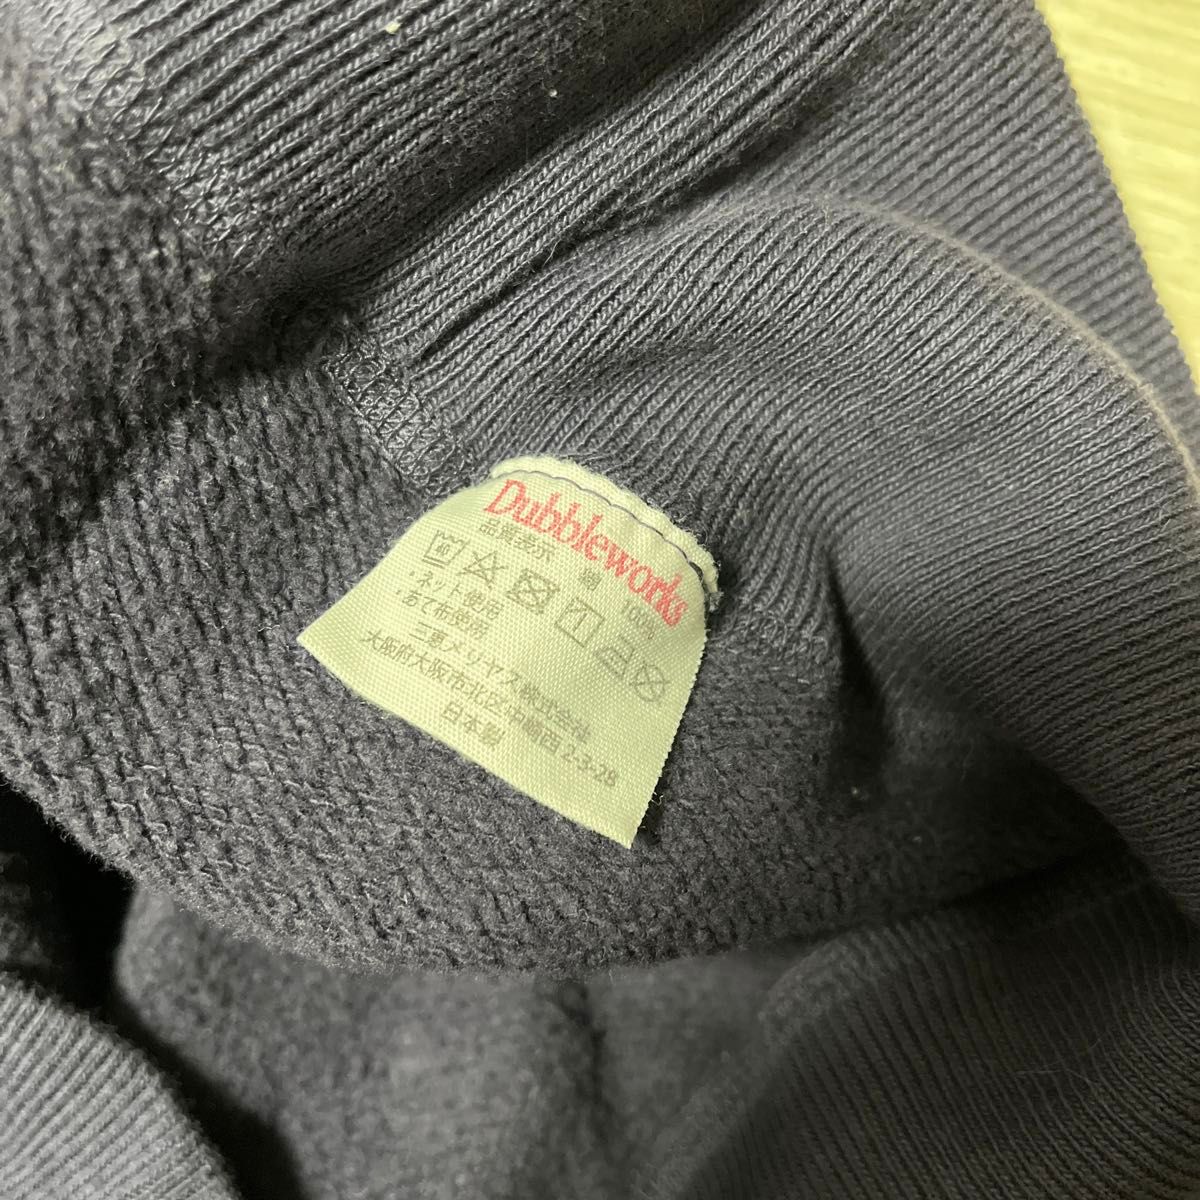 Dubbleworks
品質表示 綿 100%
40
・ネット使用
・あて布使用
三恵メリヤス株式会社
大阪府大阪市北区中崎西 2-3-28
日本製